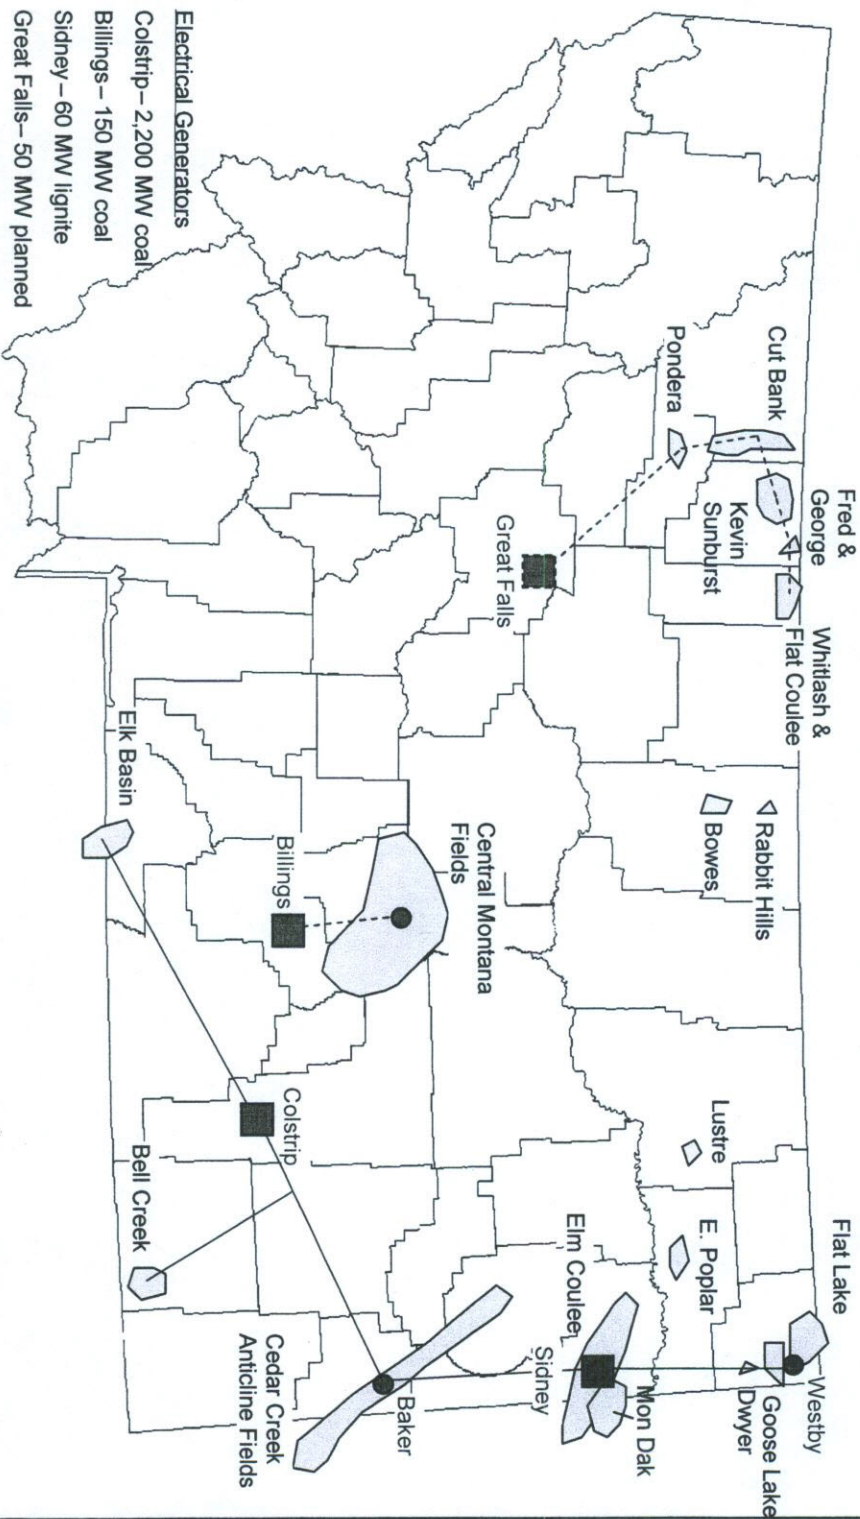 Cut Bank
Pondera
Fred &
George
Kevin
Sunburst
Great Falls
Whitlash &
Flat Coulee
Rabbit Hills
Bowes
Central Montana
Fields
Elk Basin
Billings
Colstrip
Bell Creek
Lustre
E. Poplar
Flat Lake
Westby
Goose Lake
Dwyer
Mon Dak
Elm Coulee
Sidney
Baker
Cedar Creek
Anticline Fields
Electrical Generators
Colstrip– 2,200 MW coal
Billings– 150 MW coal
Sidney– 60 MW lignite
Great Falls– 50 MW planned